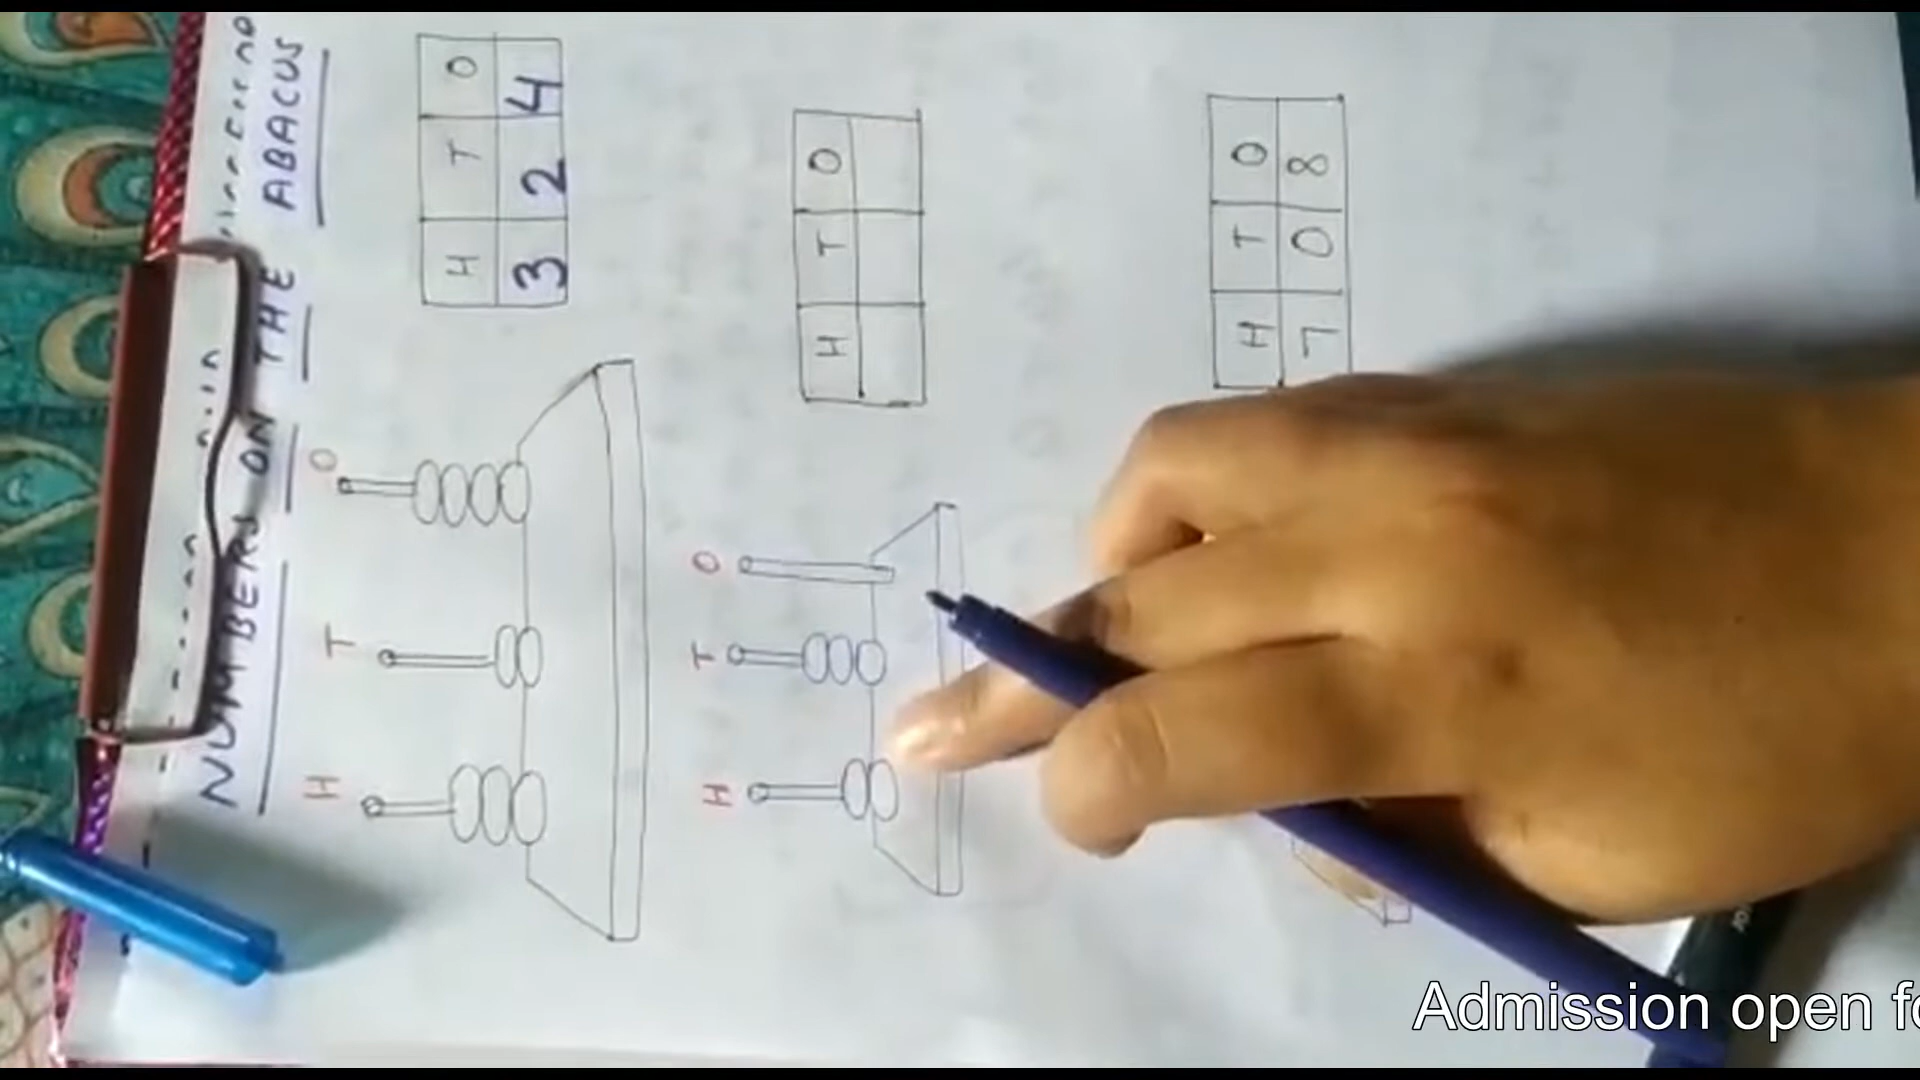 NUMBERS ON THE ABACUS
H T O
H T O
3 2 4
H T O
H T O
H T O
7 0 8
Admission open fo